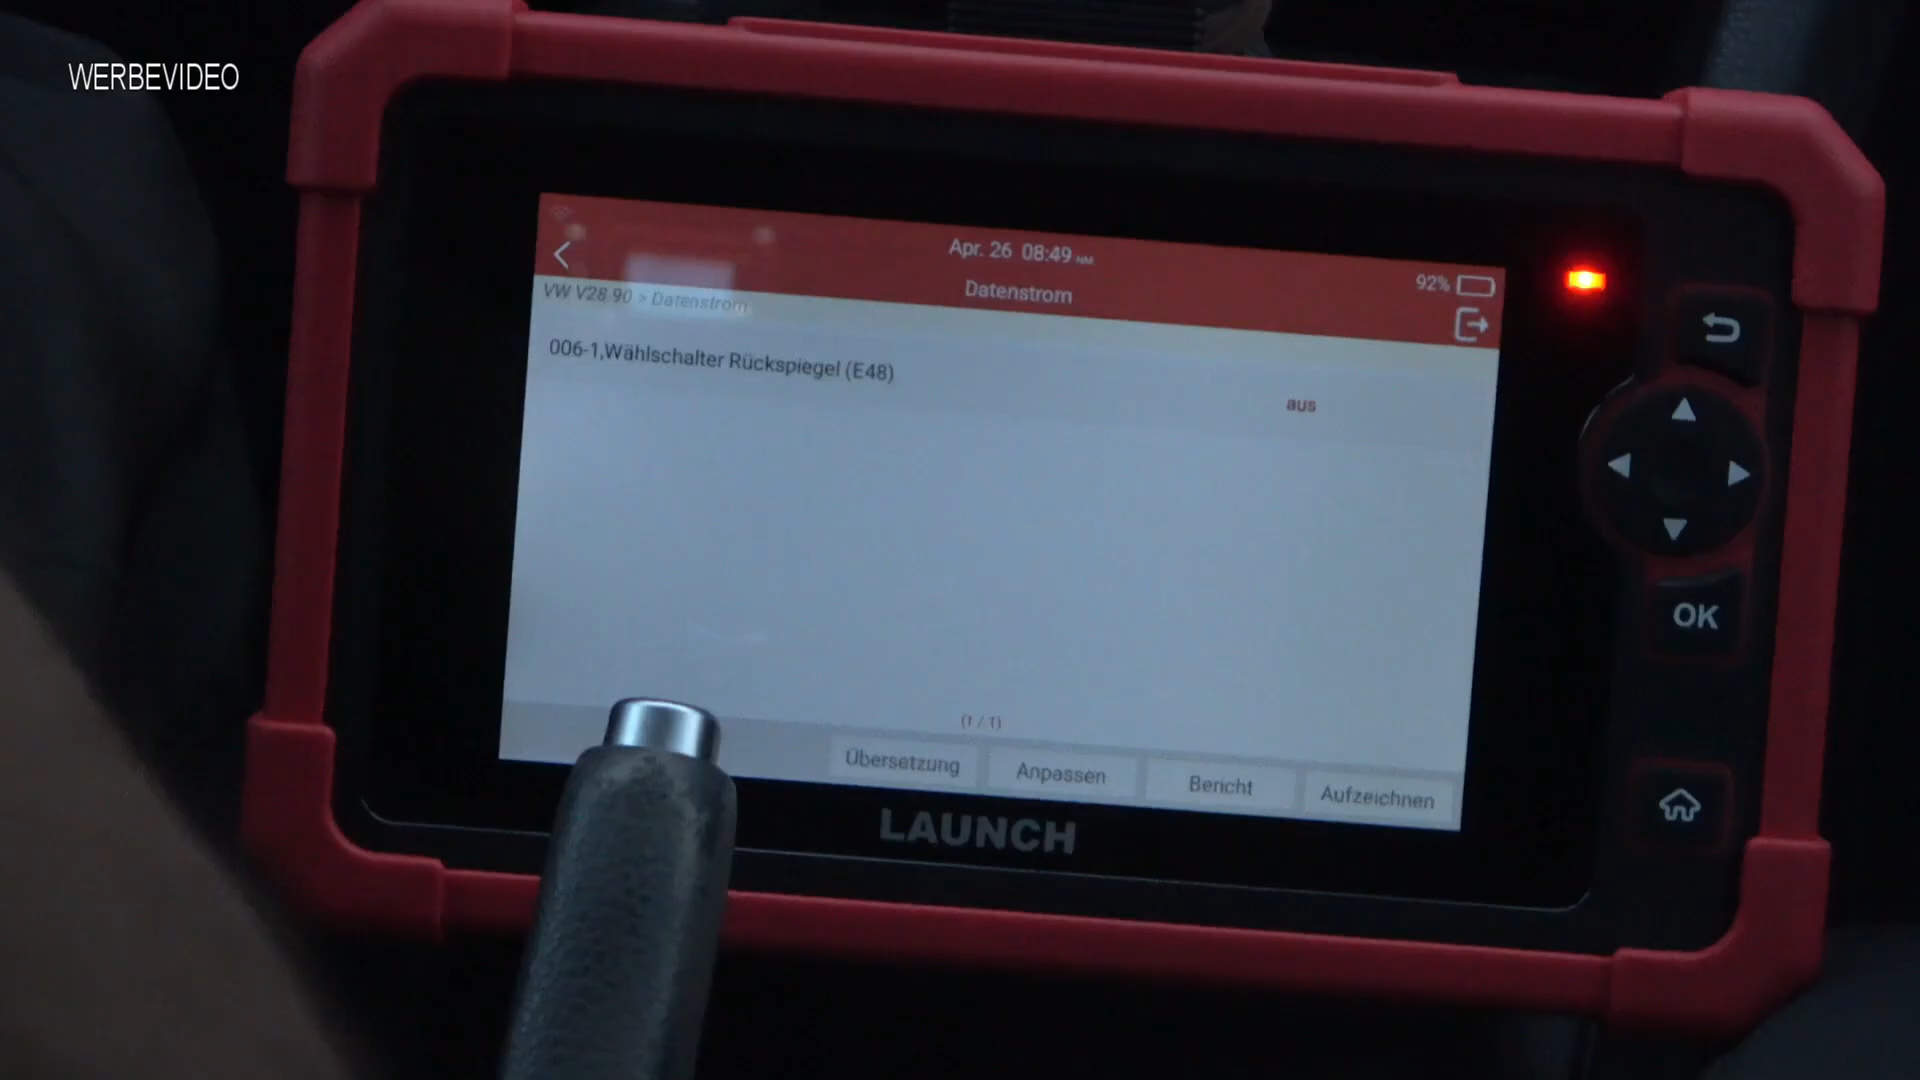 WERBEVIDEO
Apr. 26 08:49 NM
92%
Datenstrom
VW V28.90 > Datenstrom
006-1,Wählschalter Rückspiegel (E48)
aus
(1 / 1)
Übersetzung
Anpassen
Bericht
Aufzeichnen
LAUNCH
OK